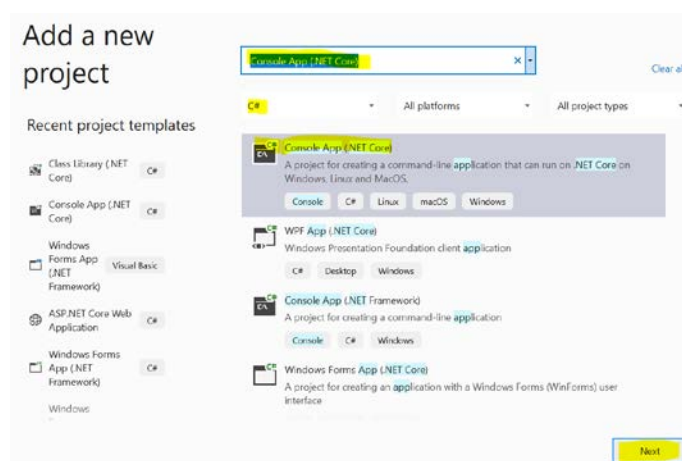 Add a new
project
Console App (.NET Core)
Clear al
C#
All platforms
All project types
Recent project templates
Class Library (.NET
Core)
C#
Console App (.NET
Core)
C#
Windows
Forms App
(.NET
Framework)
Visual Basic
ASP.NET Core Web
Application
C#
Windows Forms
App (.NET
Framework)
C#
Windows
Console App (.NET Core)
A project for creating a command-line application that can run on .NET Core on
Windows, Linux and MacOS.
Console C# Linux macOS Windows
WPF App (.NET Core)
Windows Presentation Foundation client application
C# Desktop Windows
Console App (.NET Framework)
A project for creating a command-line application
Console C# Windows
Windows Forms App (.NET Core)
A project for creating an application with a Windows Forms (WinForms) user
interface
Next